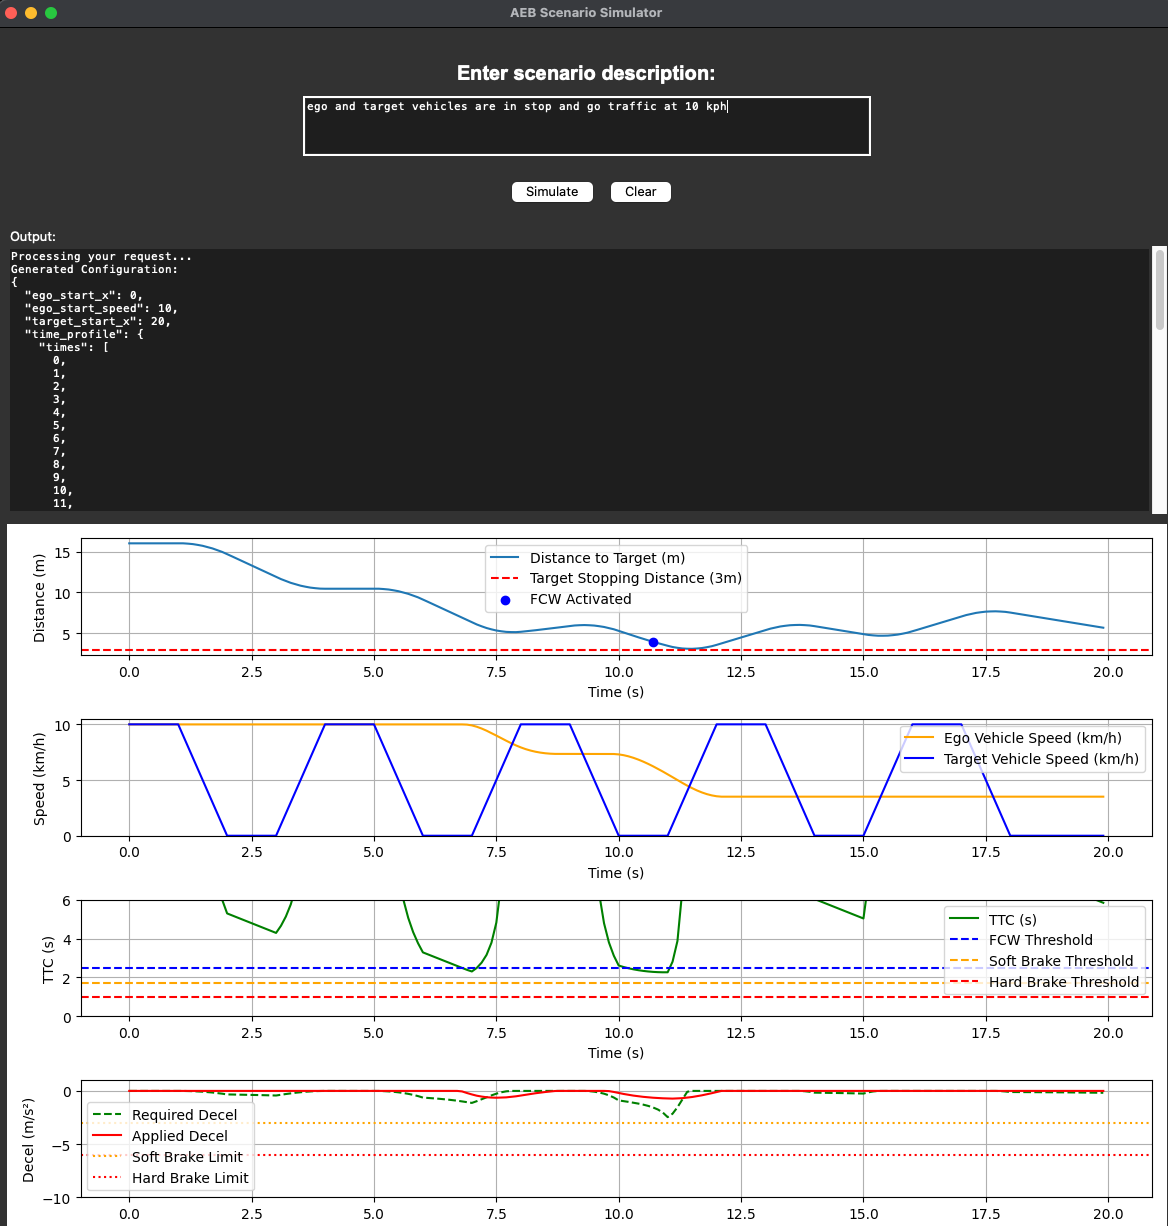 AEB Scenario Simulator
Enter scenario description:
ego and target vehicles are in stop and go traffic at 10 kph
Simulate Clear
Output:
Processing your request...
Generated Configuration:
{
"ego_start_x": 0,
"ego_start_speed": 10,
"target_start_x": 20,
"time_profile": {
"times": [
0,
1,
2,
3,
4,
5,
6,
7,
8,
9,
10,
11,
Distance (m)
15
10
5
Distance to Target (m)
Target Stopping Distance (3m)
FCW Activated
0.0 2.5 5.0 7.5 10.0 12.5 15.0 17.5 20.0
Time (s)
Speed (km/h)
10
5
0
Ego Vehicle Speed (km/h)
Target Vehicle Speed (km/h)
0.0 2.5 5.0 7.5 10.0 12.5 15.0 17.5 20.0
Time (s)
TTC (s)
6
4
2
0
TTC (s)
FCW Threshold
Soft Brake Threshold
Hard Brake Threshold
0.0 2.5 5.0 7.5 10.0 12.5 15.0 17.5 20.0
Time (s)
Decel (m/s²)
0
−5
−10
Required Decel
Applied Decel
Soft Brake Limit
Hard Brake Limit
0.0 2.5 5.0 7.5 10.0 12.5 15.0 17.5 20.0